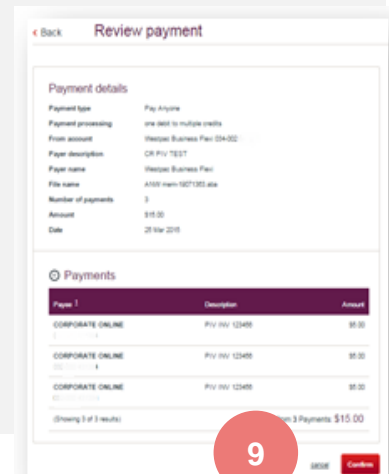 ‹ Back Review payment
Payment details
Payment type Pay Anyone
Payment processing one debit to multiple credits
From account Westpac Business Flexi 034-002
Payer description CR PIV TEST
Payer name Westpac Business Flexi
File name
Number of payments 3
Amount $15.00
Date 25 Mar 2015
Payments
Payee Description Amount
CORPORATE ONLINE PIV INV 123456 $5.00
CORPORATE ONLINE PIV INV 123456 $5.00
CORPORATE ONLINE PIV INV 123456 $5.00
(Showing 3 of 3 results) from 3 Payments: $15.00
9
cancel Confirm